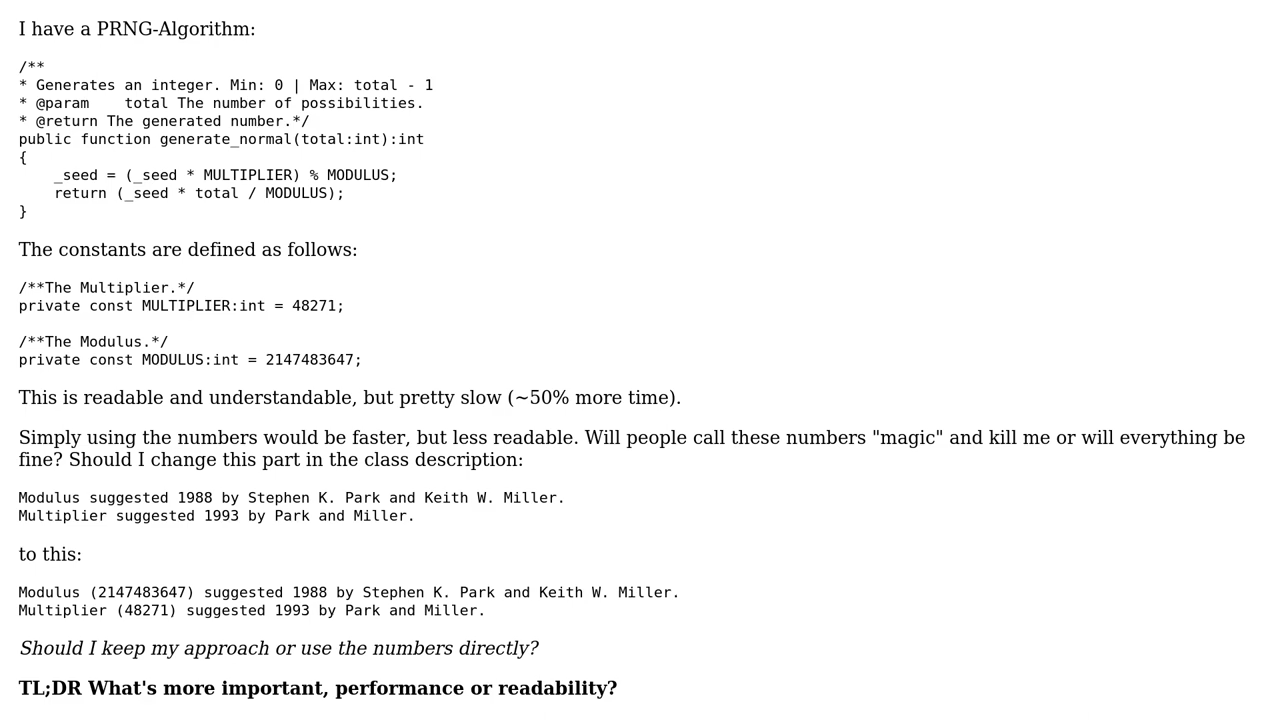 I have a PRNG-Algorithm:
/**
* Generates an integer. Min: 0 | Max: total - 1
* @param    total The number of possibilities.
* @return The generated number.*/
public function generate_normal(total:int):int
{
    _seed = (_seed * MULTIPLIER) % MODULUS;
    return (_seed * total / MODULUS);
}
The constants are defined as follows:
/**The Multiplier.*/
private const MULTIPLIER:int = 48271;
/**The Modulus.*/
private const MODULUS:int = 2147483647;
This is readable and understandable, but pretty slow (~50% more time).
Simply using the numbers would be faster, but less readable. Will people call these numbers "magic" and kill me or will everything be
fine? Should I change this part in the class description:
Modulus suggested 1988 by Stephen K. Park and Keith W. Miller.
Multiplier suggested 1993 by Park and Miller.
to this:
Modulus (2147483647) suggested 1988 by Stephen K. Park and Keith W. Miller.
Multiplier (48271) suggested 1993 by Park and Miller.
Should I keep my approach or use the numbers directly?
TL;DR What's more important, performance or readability?